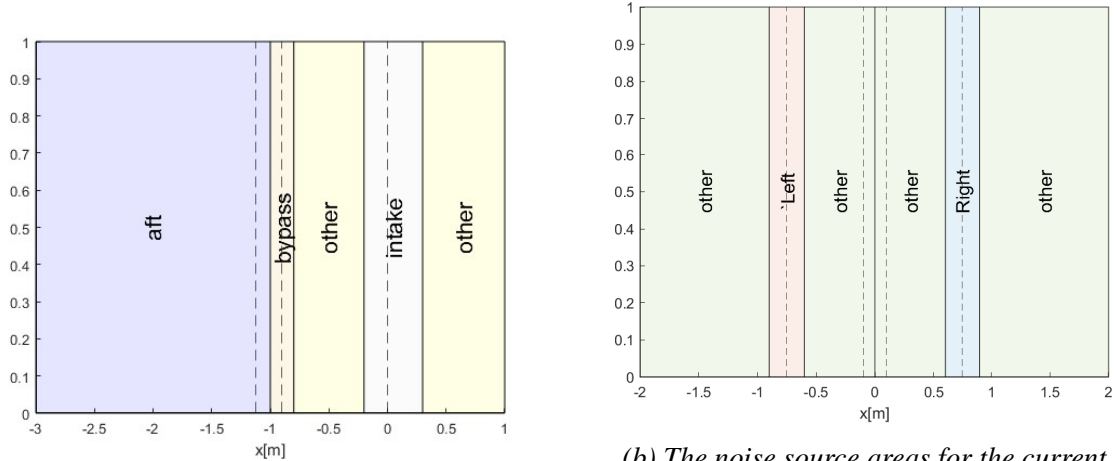 1
0.9
0.8
0.7
0.6
0.5
0.4
0.3
0.2
0.1
0
aft
bypass
other
intake
other
-3 -2.5 -2 -1.5 -1 -0.5 0 0.5 1
x[m]
1
0.9
0.8
0.7
0.6
0.5
0.4
0.3
0.2
0.1
0
other
`Left
other
other
Right
other
-2 -1.5 -1 -0.5 0 0.5 1 1.5 2
x[m]
(b) The noise source areas for the current